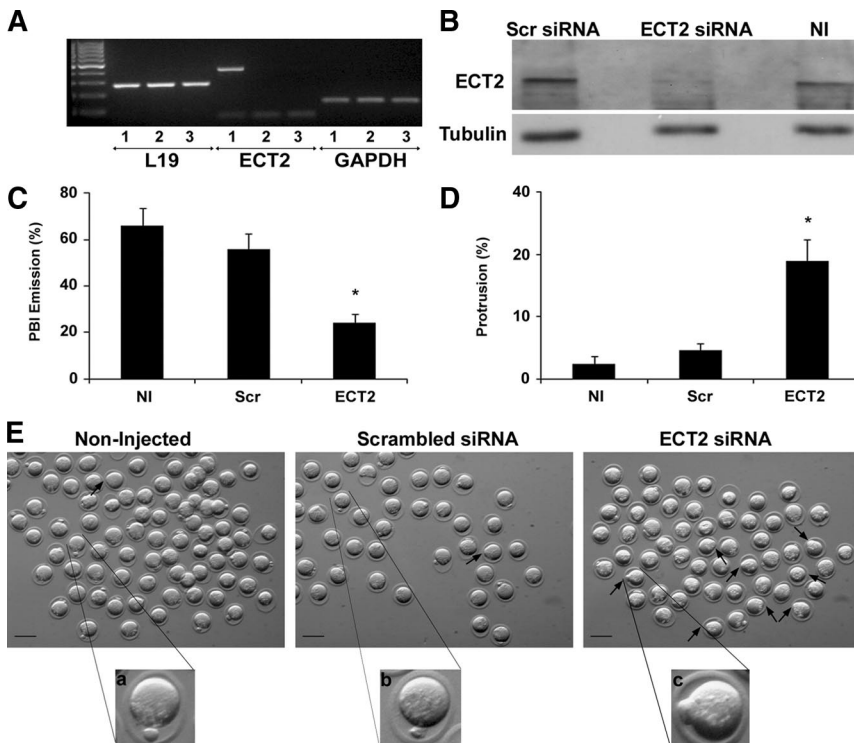 A
1 2 3 1 2 3 1 2 3
L19 ECT2 GAPDH
B
Scr siRNA ECT2 siRNA NI
ECT2
Tubulin
C
PBI Emission (%)
80
60
40
20
0
NI Scr ECT2
*
D
Protrusion (%)
40
20
20
10
0
NI Scr ECT2
*
E
Non-Injected Scrambled siRNA ECT2 siRNA
a b c